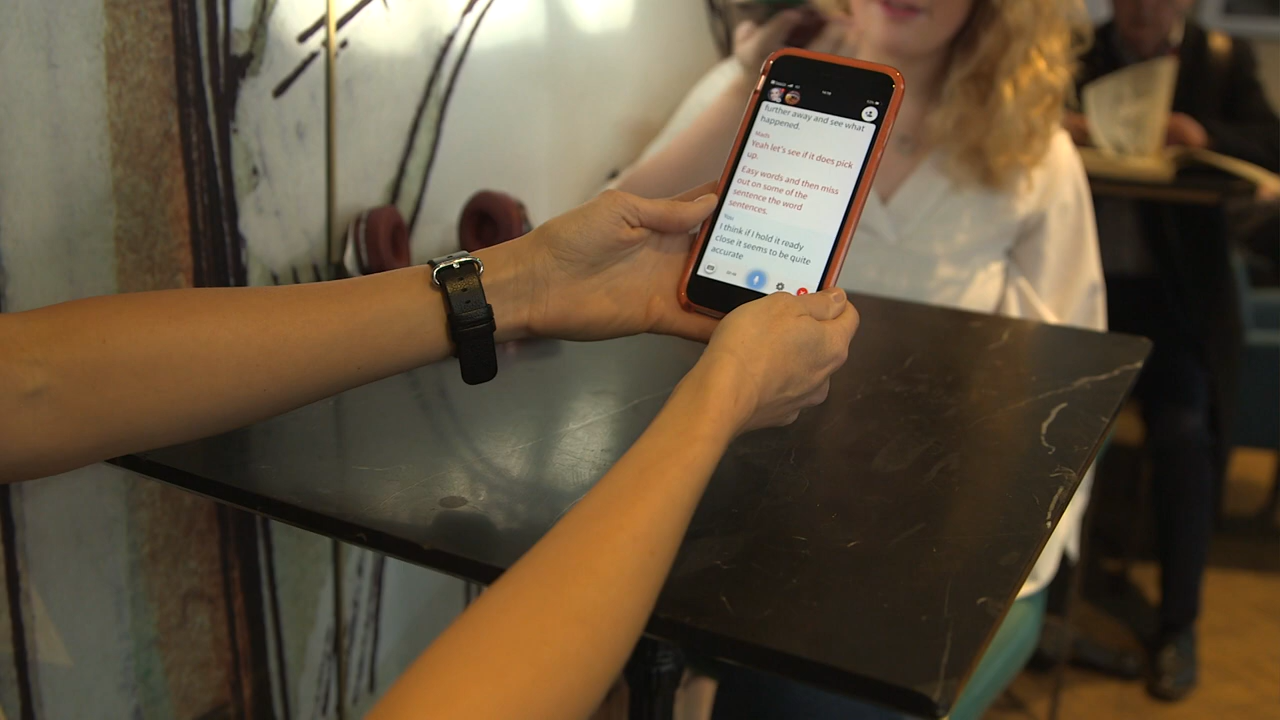 further away and see what
happened.
Yeah let's see if it does pick
up.
Easy words and then miss
out on some of the
sentence the word
sentences.
You
I think if I hold it ready
close it seems to be quite
accurate